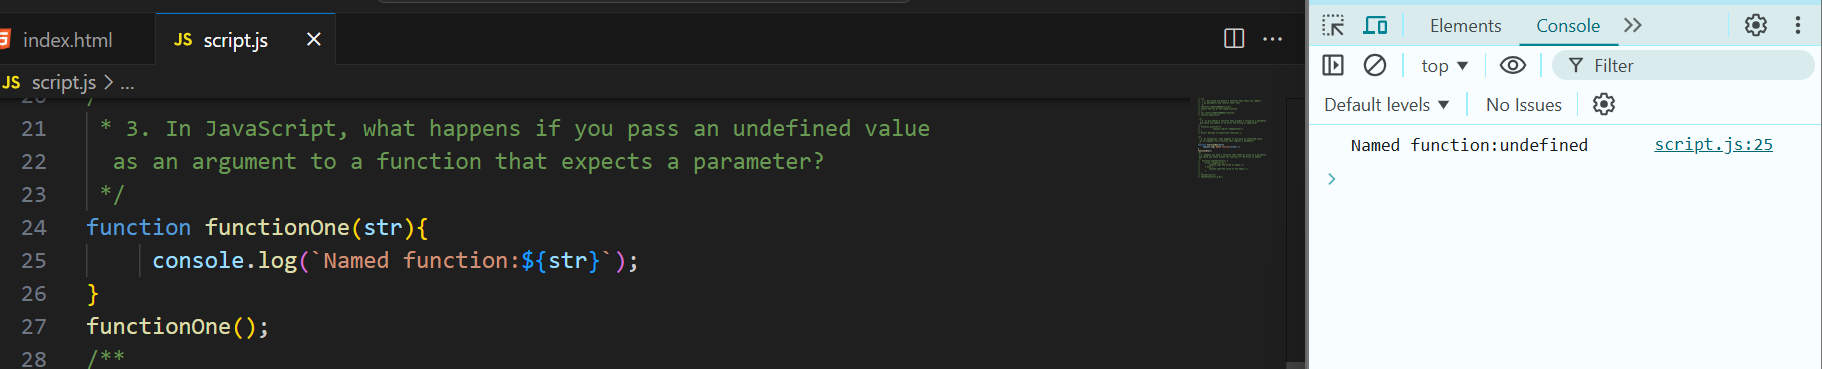 index.html
JS script.js
JS script.js > ...
20
21 * 3. In JavaScript, what happens if you pass an undefined value
22 as an argument to a function that expects a parameter?
23 */
24 function functionOne(str){
25 console.log(`Named function:${str}`);
26 }
27 functionOne();
28 /**
Elements Console
top Filter
Default levels No Issues
Named function:undefined script.js:25